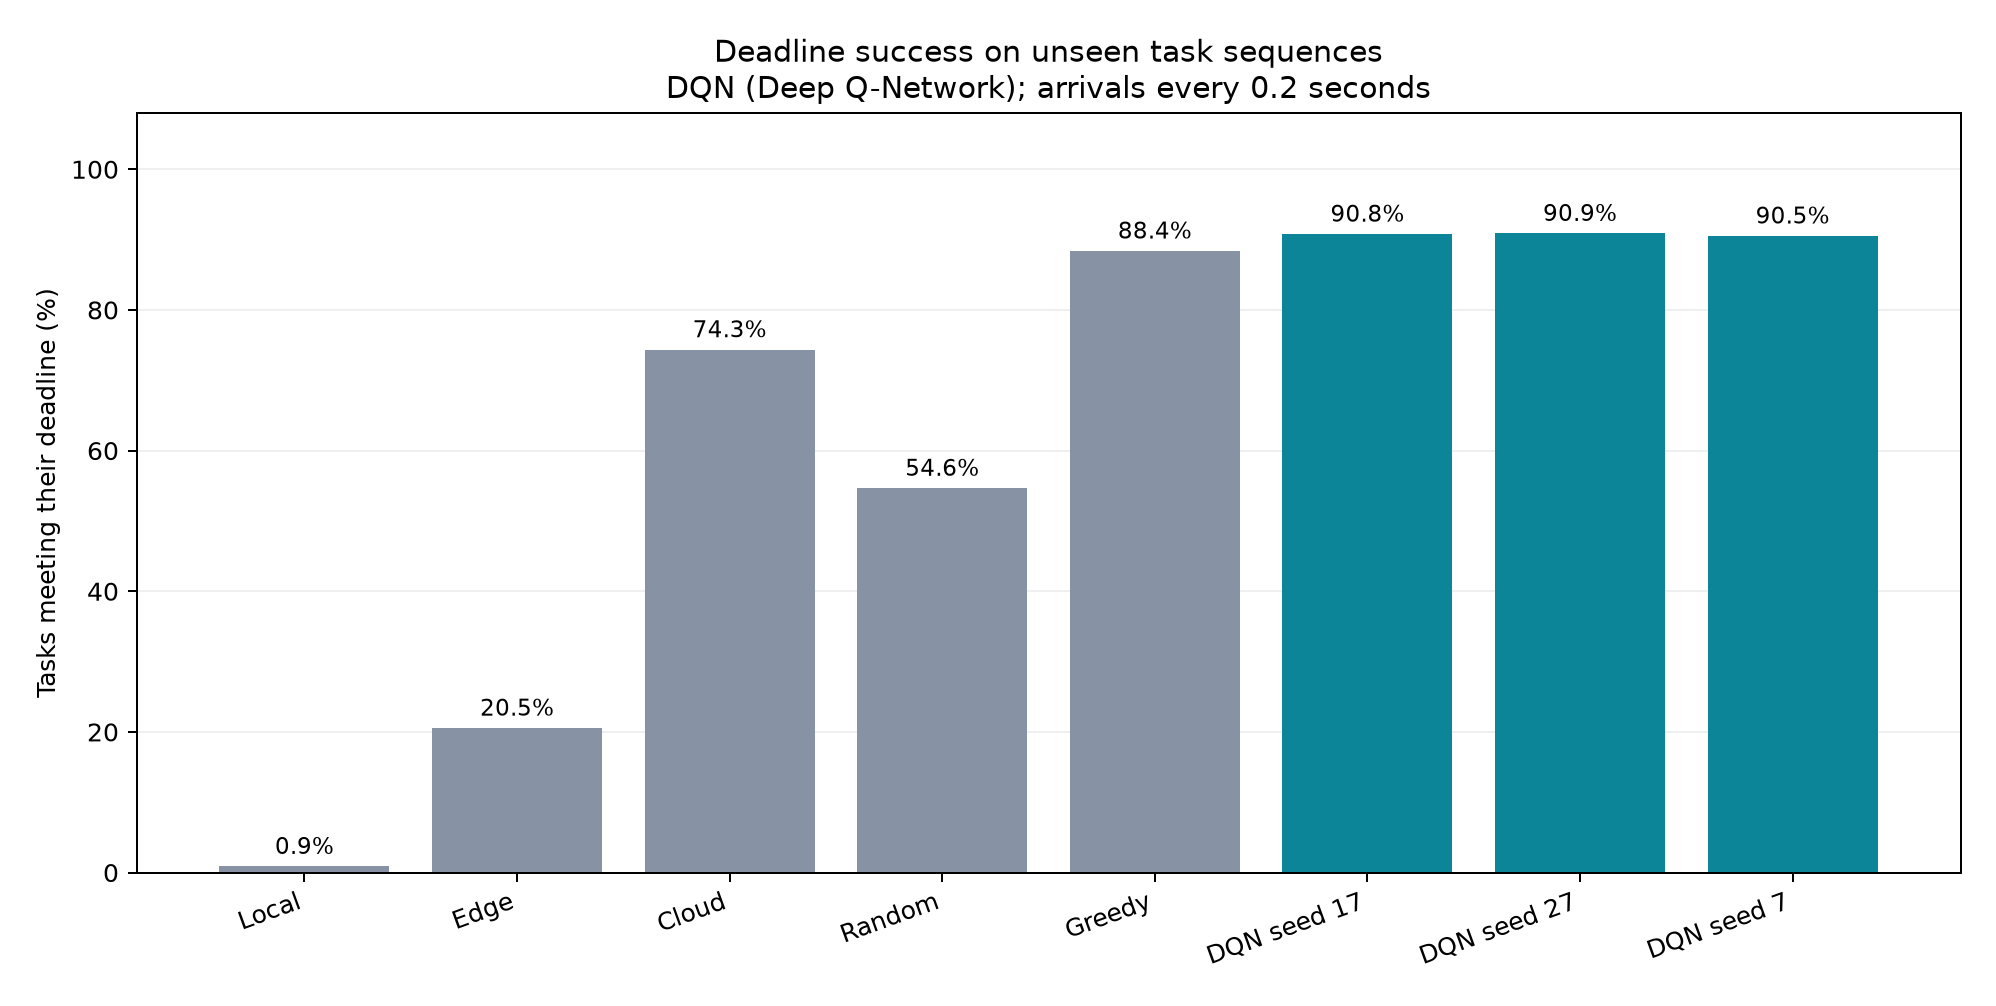 Deadline success on unseen task sequences
DQN (Deep Q-Network); arrivals every 0.2 seconds
Tasks meeting their deadline (%)
100
80
60
40
20
0
0.9%
20.5%
74.3%
54.6%
88.4%
90.8%
90.9%
90.5%
Local
Edge
Cloud
Random
Greedy
DQN seed 17
DQN seed 27
DQN seed 7